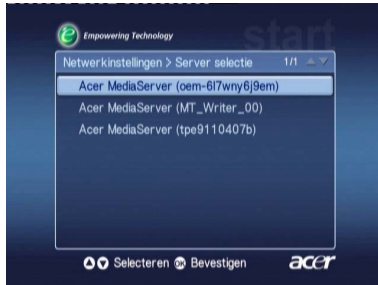 start
Empowering Technology
Netwerkinstellingen > Server selectie 1/1
Acer MediaServer (oem-6l7wny6j9em)
Acer MediaServer (MT_Writer_00)
Acer MediaServer (tpe9110407b)
Selecteren OK Bevestigen acer